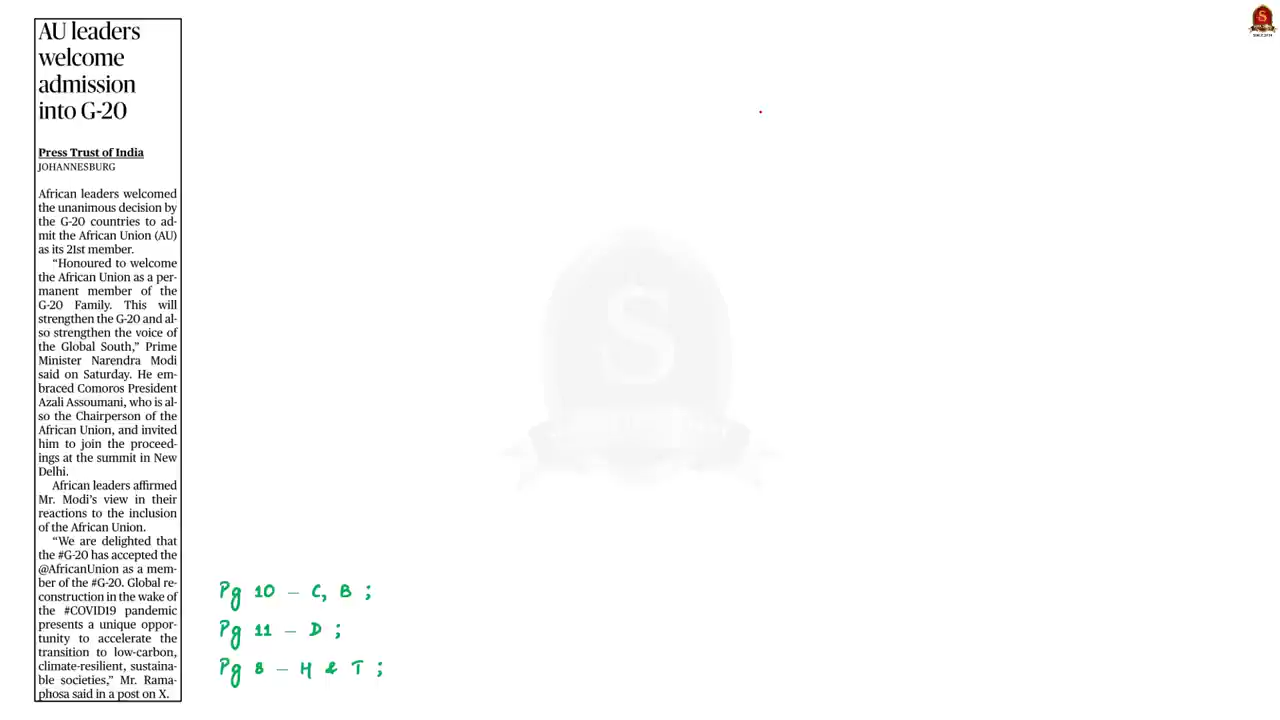 AU leaders
welcome
admission
into G-20
Press Trust of India
JOHANNESBURG
African leaders welcomed
the unanimous decision by
the G-20 countries to ad-
mit the African Union (AU)
as its 21st member.
“Honoured to welcome
the African Union as a per-
manent member of the
G-20 Family. This will
strengthen the G-20 and al-
so strengthen the voice of
the Global South,” Prime
Minister Narendra Modi
said on Saturday. He em-
braced Comoros President
Azali Assoumani, who is al-
so the Chairperson of the
African Union, and invited
him to join the proceed-
ings at the summit in New
Delhi.
African leaders affirmed
Mr. Modi’s view in their
reactions to the inclusion
of the African Union.
“We are delighted that
the #G-20 has accepted the
@AfricanUnion as a mem-
ber of the #G-20. Global re-
construction in the wake of
the #COVID19 pandemic
presents a unique oppor-
tunity to accelerate the
transition to low-carbon,
climate-resilient, sustaina-
ble societies,” Mr. Rama-
phosa said in a post on X.
Pg 10 – C, B ;
Pg 11 – D ;
Pg 8 – H & T ;
S